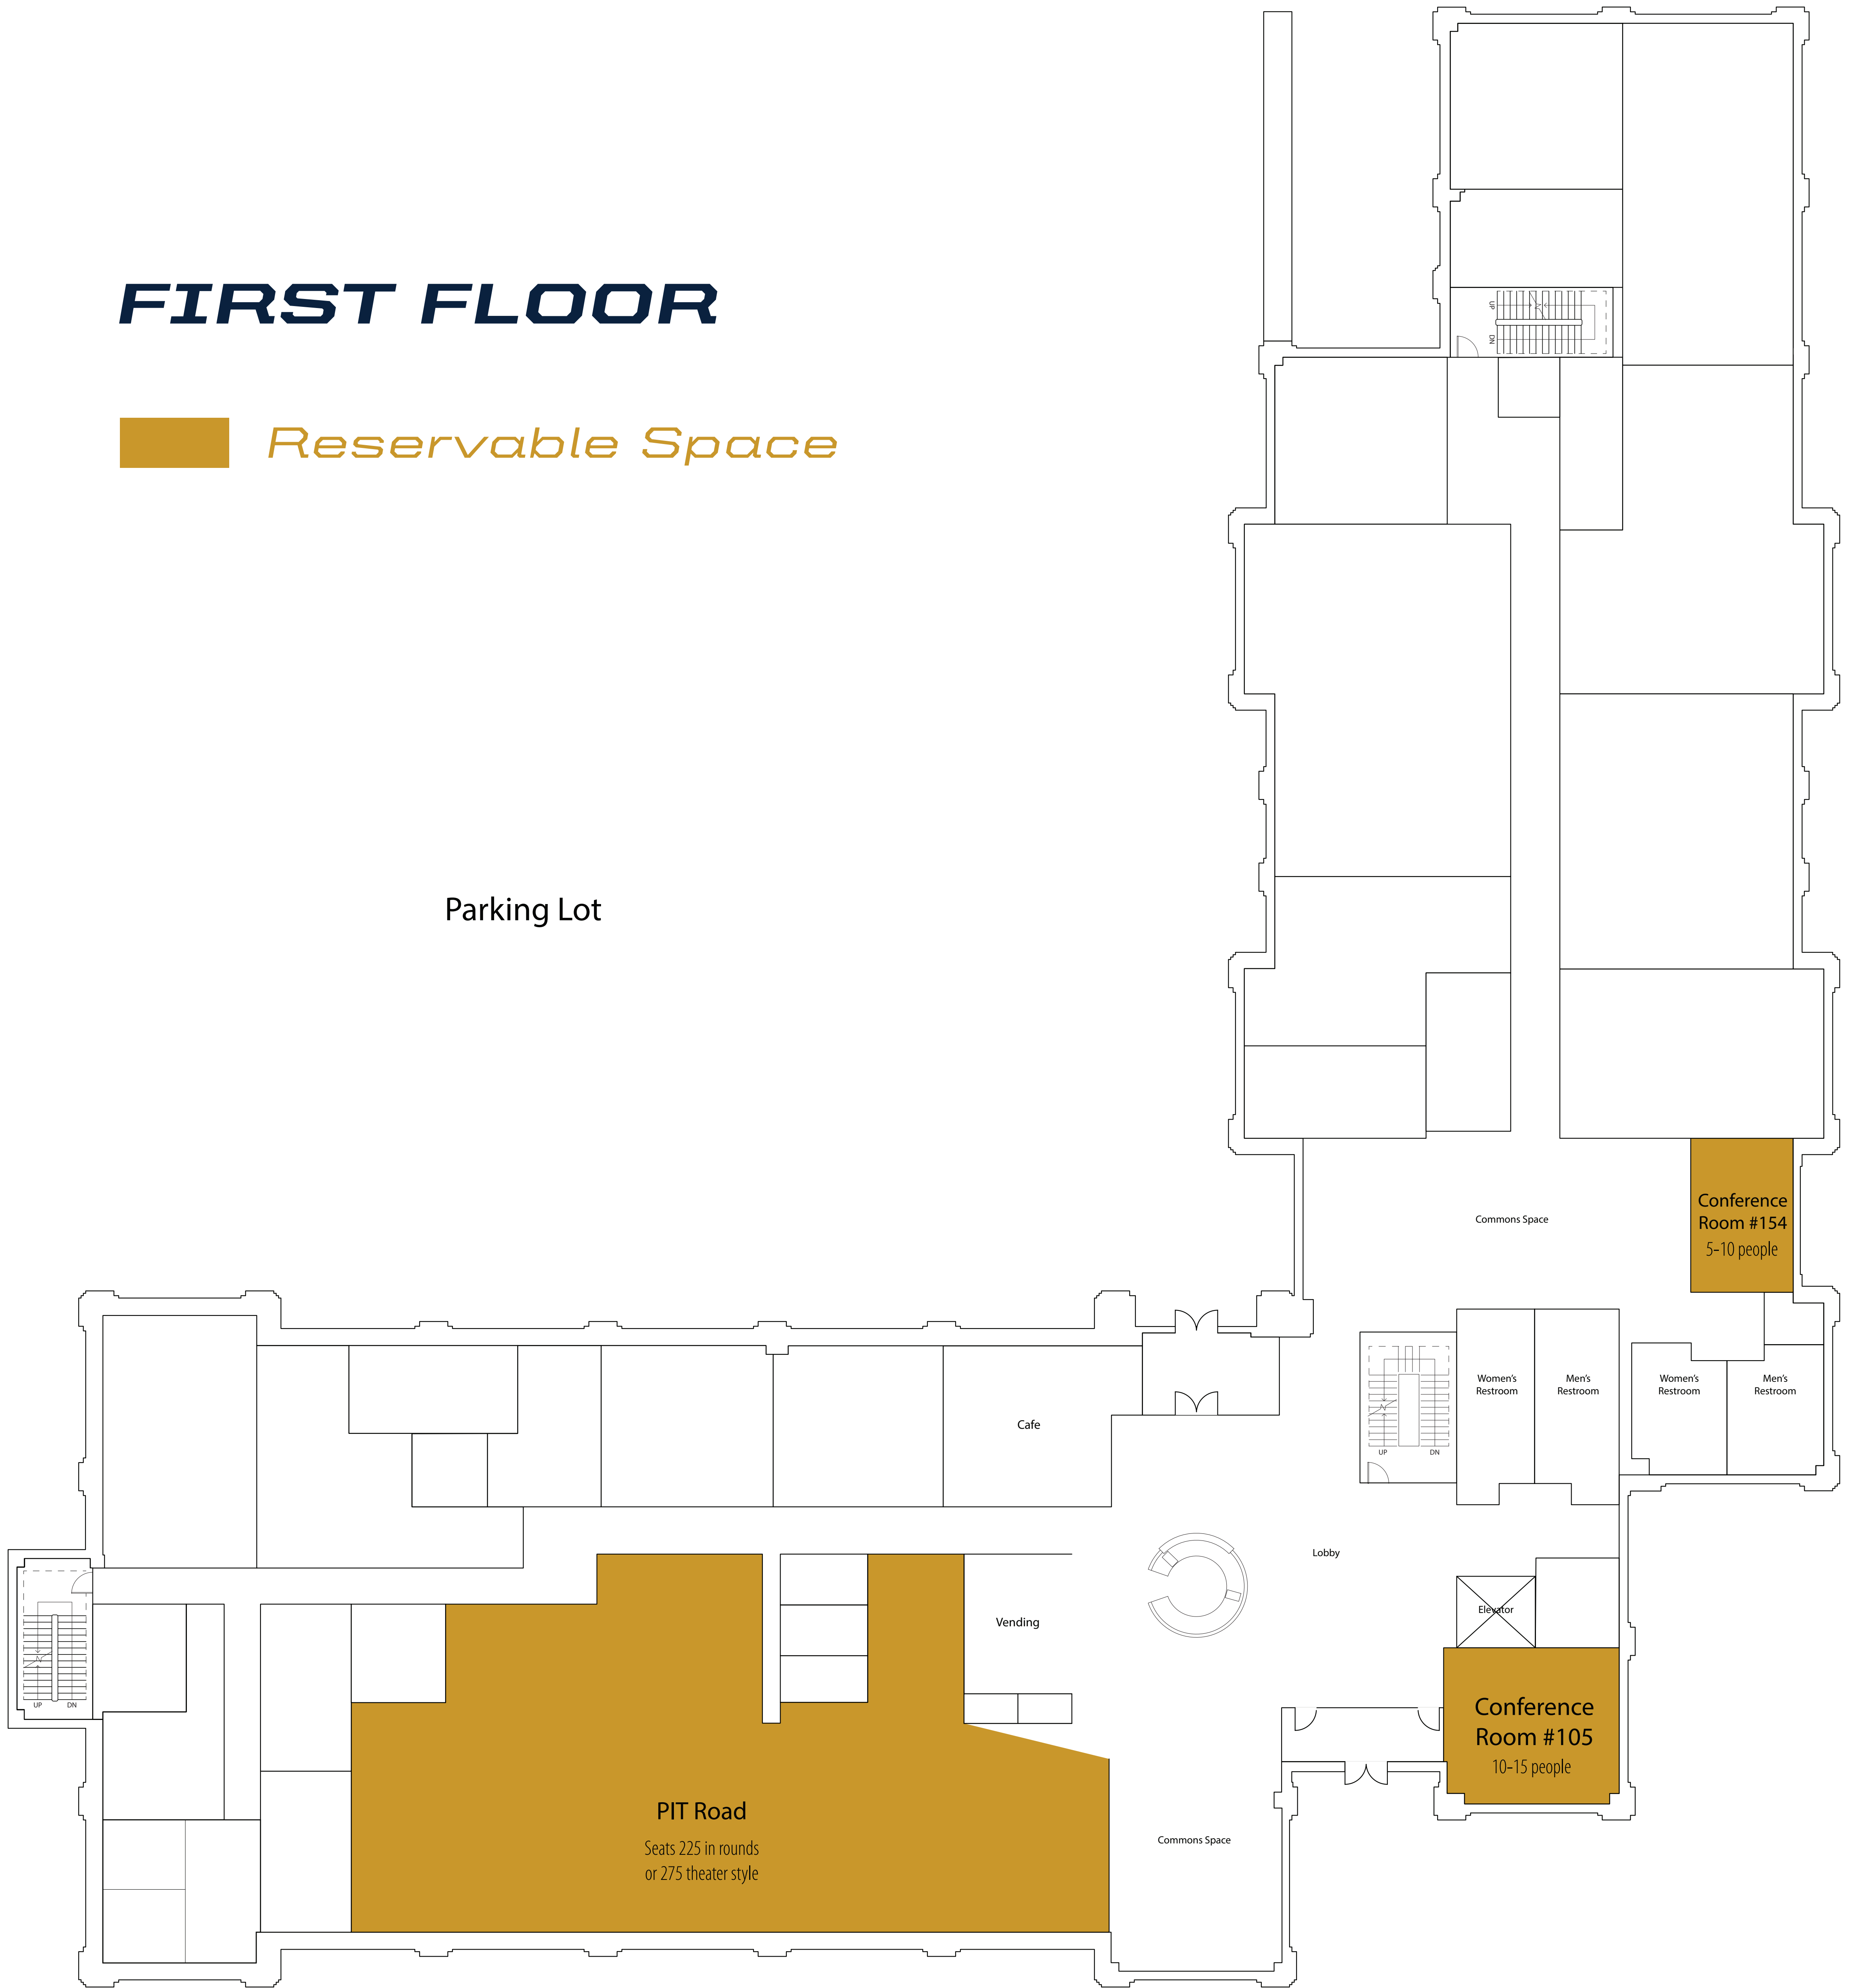 FIRST FLOOR
Reservable Space
UP
DN
Parking Lot
Conference
Room #154
5-10 people
Commons Space
Women's
Restroom
Men's
Restroom
Women's
Restroom
Men's
Restroom
UP
DN
Cafe
Lobby
Elevator
Vending
UP
DN
Conference
Room #105
10-15 people
PIT Road
Seats 225 in rounds
or 275 theater style
Commons Space